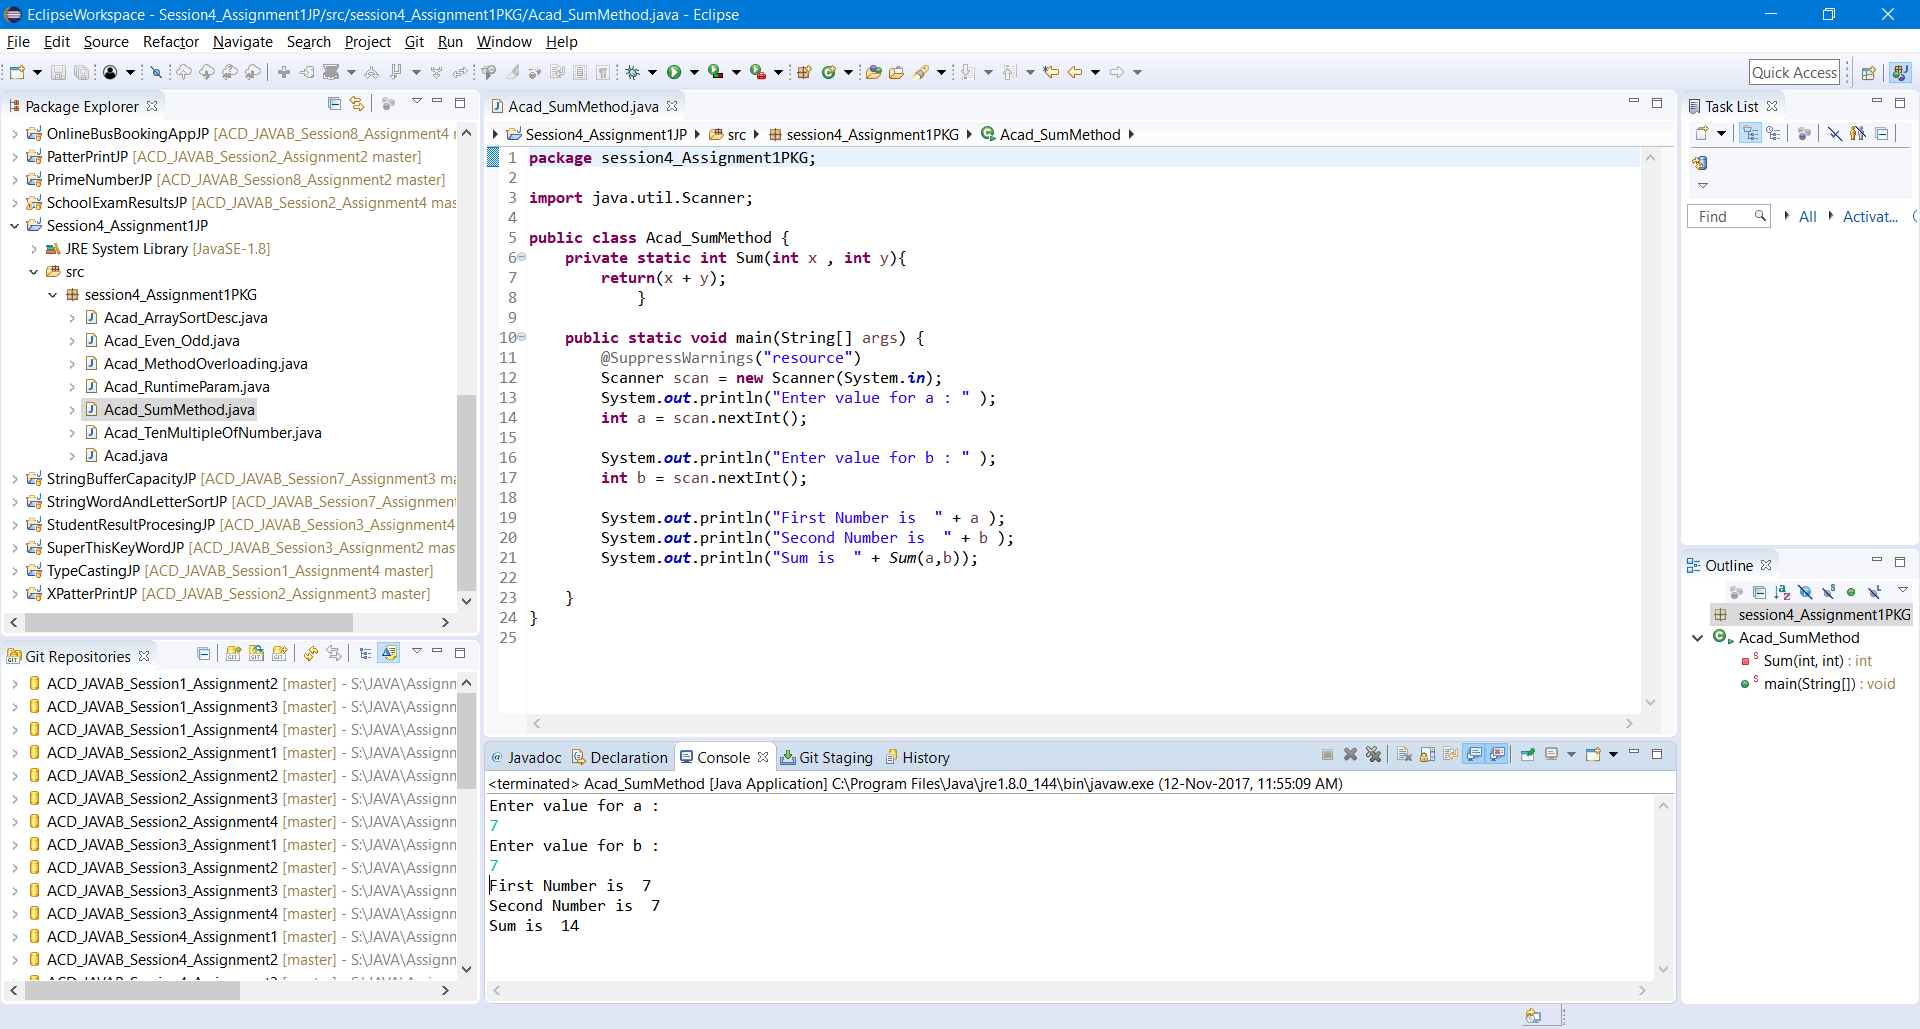 EclipseWorkspace - Session4_Assignment1JP/src/session4_Assignment1PKG/Acad_SumMethod.java - Eclipse
File Edit Source Refactor Navigate Search Project Git Run Window Help
Quick Access
Package Explorer
OnlineBusBookingAppJP [ACD_JAVAB_Session8_Assignment4
PatterPrintJP [ACD_JAVAB_Session2_Assignment2 master]
PrimeNumberJP [ACD_JAVAB_Session8_Assignment2 master]
SchoolExamResultsJP [ACD_JAVAB_Session2_Assignment4 mas
Session4_Assignment1JP
JRE System Library [JavaSE-1.8]
src
session4_Assignment1PKG
Acad_ArraySortDesc.java
Acad_Even_Odd.java
Acad_MethodOverloading.java
Acad_RuntimeParam.java
Acad_SumMethod.java
Acad_TenMultipleOfNumber.java
Acad.java
StringBufferCapacityJP [ACD_JAVAB_Session7_Assignment3 ma
StringWordAndLetterSortJP [ACD_JAVAB_Session7_Assignment
StudentResultProcesingJP [ACD_JAVAB_Session3_Assignment4
SuperThisKeyWordJP [ACD_JAVAB_Session3_Assignment2 mas
TypeCastingJP [ACD_JAVAB_Session1_Assignment4 master]
XPatterPrintJP [ACD_JAVAB_Session2_Assignment3 master]
Git Repositories
ACD_JAVAB_Session1_Assignment2 [master] - S:\JAVA\Assignn
ACD_JAVAB_Session1_Assignment3 [master] - S:\JAVA\Assignn
ACD_JAVAB_Session1_Assignment4 [master] - S:\JAVA\Assignn
ACD_JAVAB_Session2_Assignment1 [master] - S:\JAVA\Assignn
ACD_JAVAB_Session2_Assignment2 [master] - S:\JAVA\Assignn
ACD_JAVAB_Session2_Assignment3 [master] - S:\JAVA\Assignn
ACD_JAVAB_Session2_Assignment4 [master] - S:\JAVA\Assignn
ACD_JAVAB_Session3_Assignment1 [master] - S:\JAVA\Assignn
ACD_JAVAB_Session3_Assignment2 [master] - S:\JAVA\Assignn
ACD_JAVAB_Session3_Assignment3 [master] - S:\JAVA\Assignn
ACD_JAVAB_Session3_Assignment4 [master] - S:\JAVA\Assignn
ACD_JAVAB_Session4_Assignment1 [master] - S:\JAVA\Assignn
ACD_JAVAB_Session4_Assignment2 [master] - S:\JAVA\Assignn
Acad_SumMethod.java
Session4_Assignment1JP src session4_Assignment1PKG Acad_SumMethod
1 package session4_Assignment1PKG;
2
3 import java.util.Scanner;
4
5 public class Acad_SumMethod {
6 private static int Sum(int x , int y){
7 return(x + y);
8 }
9
10 public static void main(String[] args) {
11 @SuppressWarnings("resource")
12 Scanner scan = new Scanner(System.in);
13 System.out.println("Enter value for a : " );
14 int a = scan.nextInt();
15
16 System.out.println("Enter value for b : " );
17 int b = scan.nextInt();
18
19 System.out.println("First Number is  " + a );
20 System.out.println("Second Number is  " + b );
21 System.out.println("Sum is  " + Sum(a,b));
22
23 }
24 }
25
@ Javadoc Declaration Console Git Staging History
<terminated> Acad_SumMethod [Java Application] C:\Program Files\Java\jre1.8.0_144\bin\javaw.exe (12-Nov-2017, 11:55:09 AM)
Enter value for a :
7
Enter value for b :
7
First Number is  7
Second Number is  7
Sum is  14
Task List
Find All Activat...
Outline
session4_Assignment1PKG
Acad_SumMethod
Sum(int, int) : int
main(String[]) : void